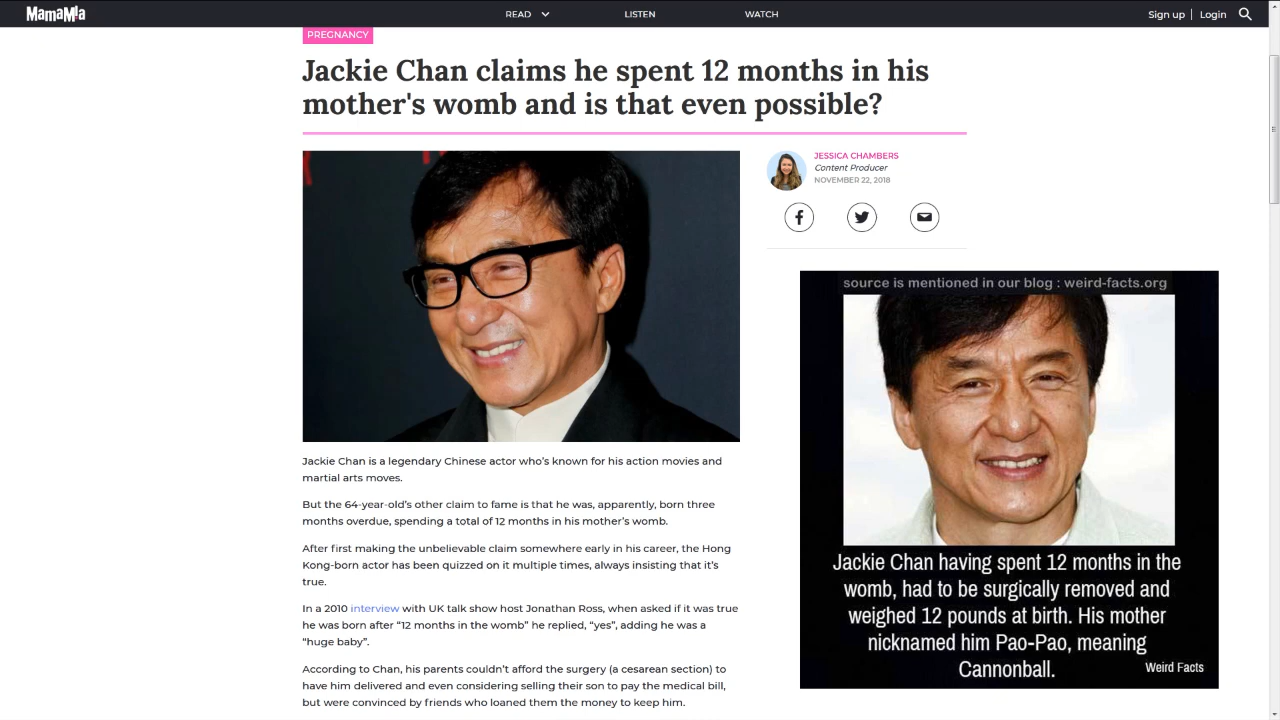 MamaMia
READ
LISTEN
WATCH
Sign up | Login
PREGNANCY
Jackie Chan claims he spent 12 months in his
mother's womb and is that even possible?
JESSICA CHAMBERS
Content Producer
NOVEMBER 22, 2018
Jackie Chan is a legendary Chinese actor who's known for his action movies and
martial arts moves.
But the 64-year-old's other claim to fame is that he was, apparently, born three
months overdue, spending a total of 12 months in his mother's womb.
After first making the unbelievable claim somewhere early in his career, the Hong
Kong-born actor has been quizzed on it multiple times, always insisting that it's
true.
In a 2010 interview with UK talk show host Jonathan Ross, when asked if it was true
he was born after “12 months in the womb” he replied, “yes”, adding he was a
“huge baby”.
According to Chan, his parents couldn't afford the surgery (a cesarean section) to
have him delivered and even considering selling their son to pay the medical bill,
but were convinced by friends who loaned them the money to keep him.
source is mentioned in our blog : weird-facts.org
Jackie Chan having spent 12 months in the
womb, had to be surgically removed and
weighed 12 pounds at birth. His mother
nicknamed him Pao-Pao, meaning
Cannonball.
Weird Facts